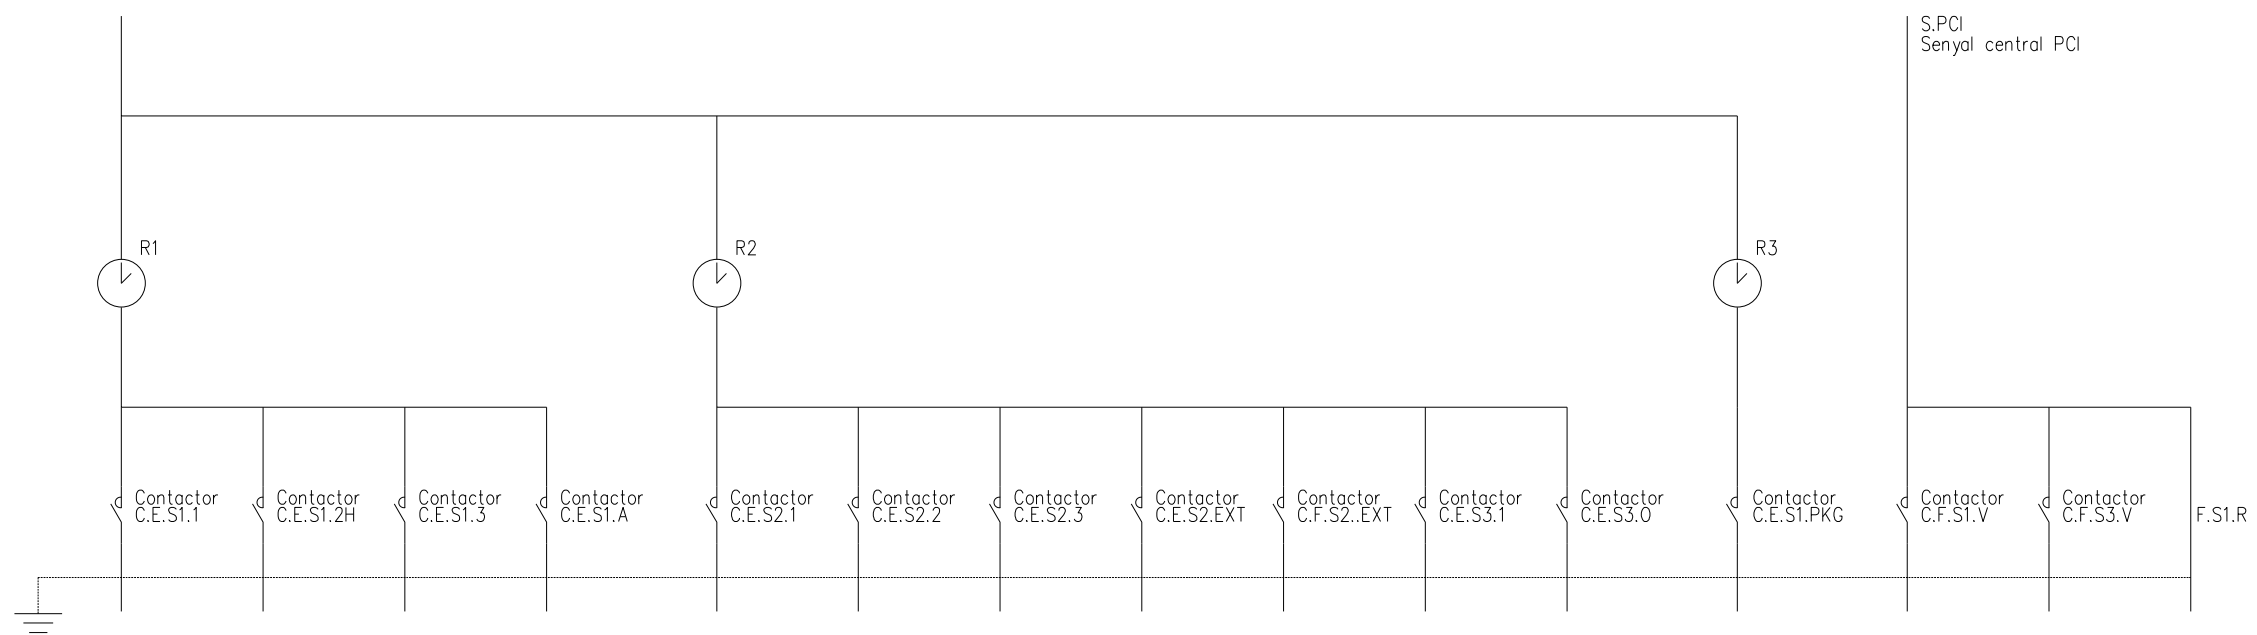 S.PCI
Senyal central PCI
R1
R2
R3
Contactor
C.E.S1.1
Contactor
C.E.S1.2H
Contactor
C.E.S1.3
Contactor
C.E.S1.A
Contactor
C.E.S2.1
Contactor
C.E.S2.2
Contactor
C.E.S2.3
Contactor
C.E.S2.EXT
Contactor
C.F.S2..EXT
Contactor
C.E.S3.1
Contactor
C.E.S3.O
Contactor
C.E.S1.PKG
Contactor
C.F.S1.V
Contactor
C.F.S3.V
F.S1.R